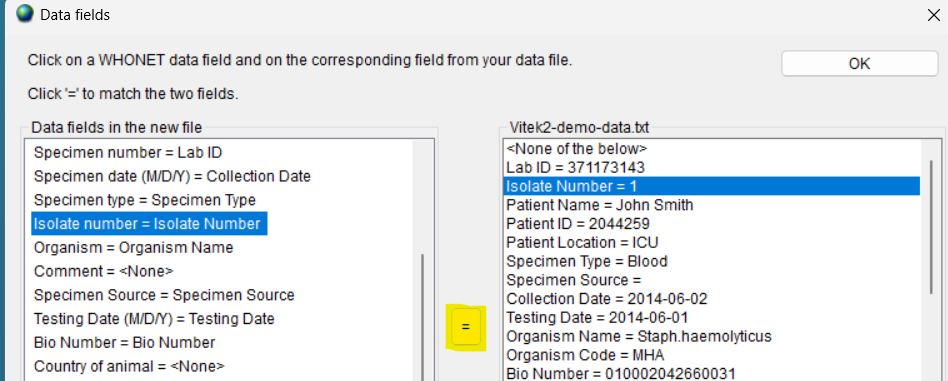 Data fields
Click on a WHONET data field and on the corresponding field from your data file.
OK
Click '=' to match the two fields.
Data fields in the new file
Specimen number = Lab ID
Specimen date (M/D/Y) = Collection Date
Specimen type = Specimen Type
Isolate number = Isolate Number
Organism = Organism Name
Comment = <None>
Specimen Source = Specimen Source
Testing Date (M/D/Y) = Testing Date
Bio Number = Bio Number
Country of animal = <None>
=
Vitek2-demo-data.txt
<None of the below>
Lab ID = 371173143
Isolate Number = 1
Patient Name = John Smith
Patient ID = 2044259
Patient Location = ICU
Specimen Type = Blood
Specimen Source =
Collection Date = 2014-06-02
Testing Date = 2014-06-01
Organism Name = Staph.haemolyticus
Organism Code = MHA
Bio Number = 010002042660031